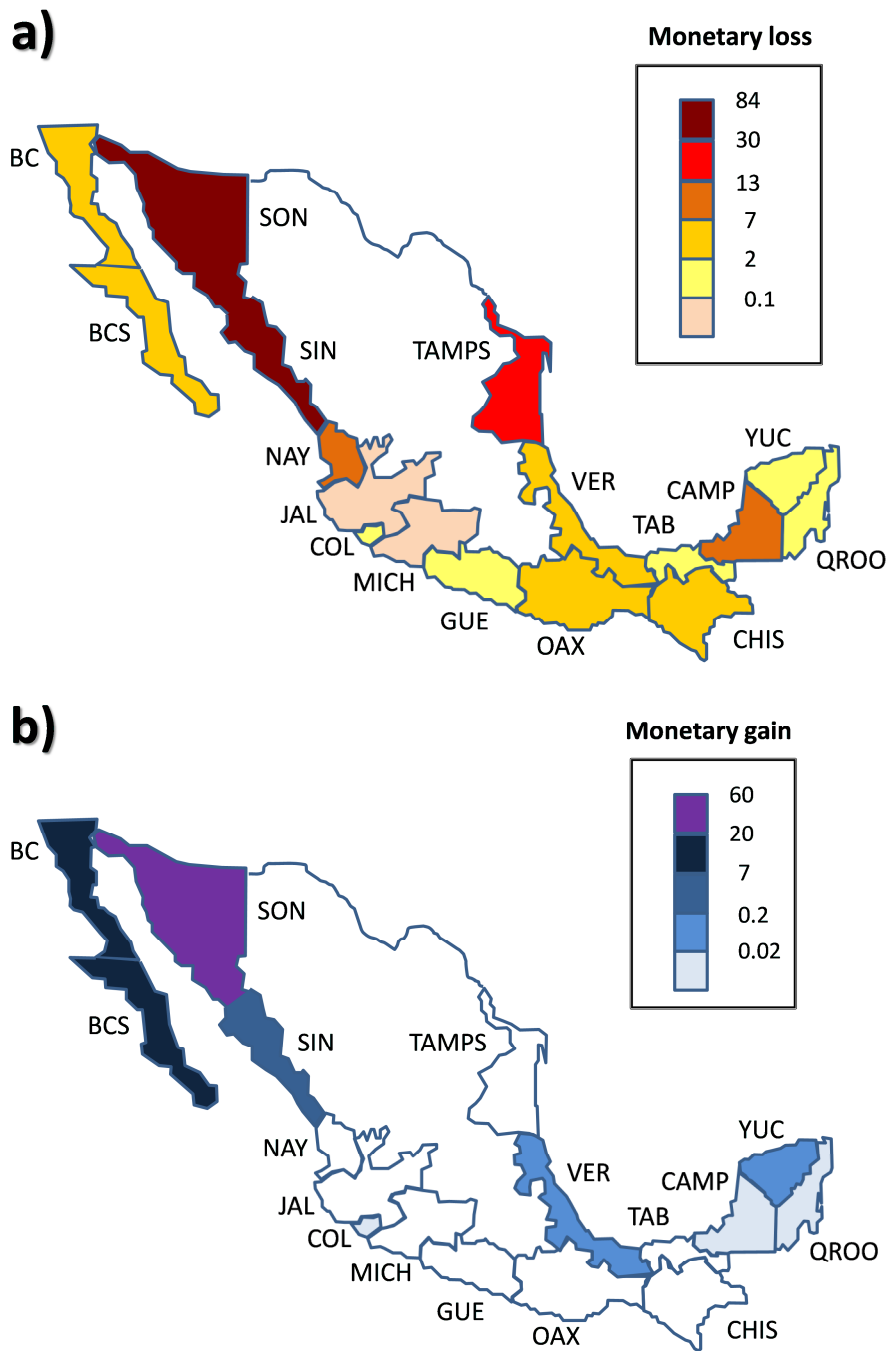 a)
Monetary loss
84
30
13
7
2
0.1
BC
SON
BCS
SIN
TAMPS
NAY
YUC
VER
CAMP
JAL
TAB
COL
QROO
MICH
GUE
OAX
CHIS
b)
Monetary gain
60
20
7
0.2
0.02
BC
SON
BCS
SIN
TAMPS
NAY
YUC
VER
CAMP
JAL
TAB
COL
QROO
MICH
GUE
OAX
CHIS